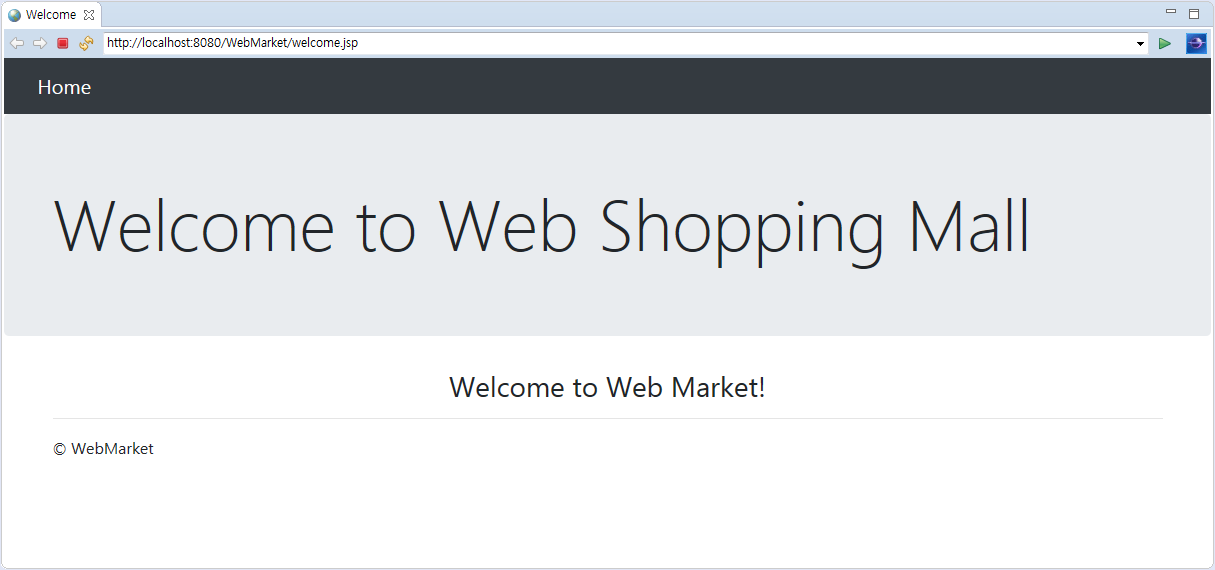 Welcome
http://localhost:8080/WebMarket/welcome.jsp
Home
Welcome to Web Shopping Mall
Welcome to Web Market!
© WebMarket